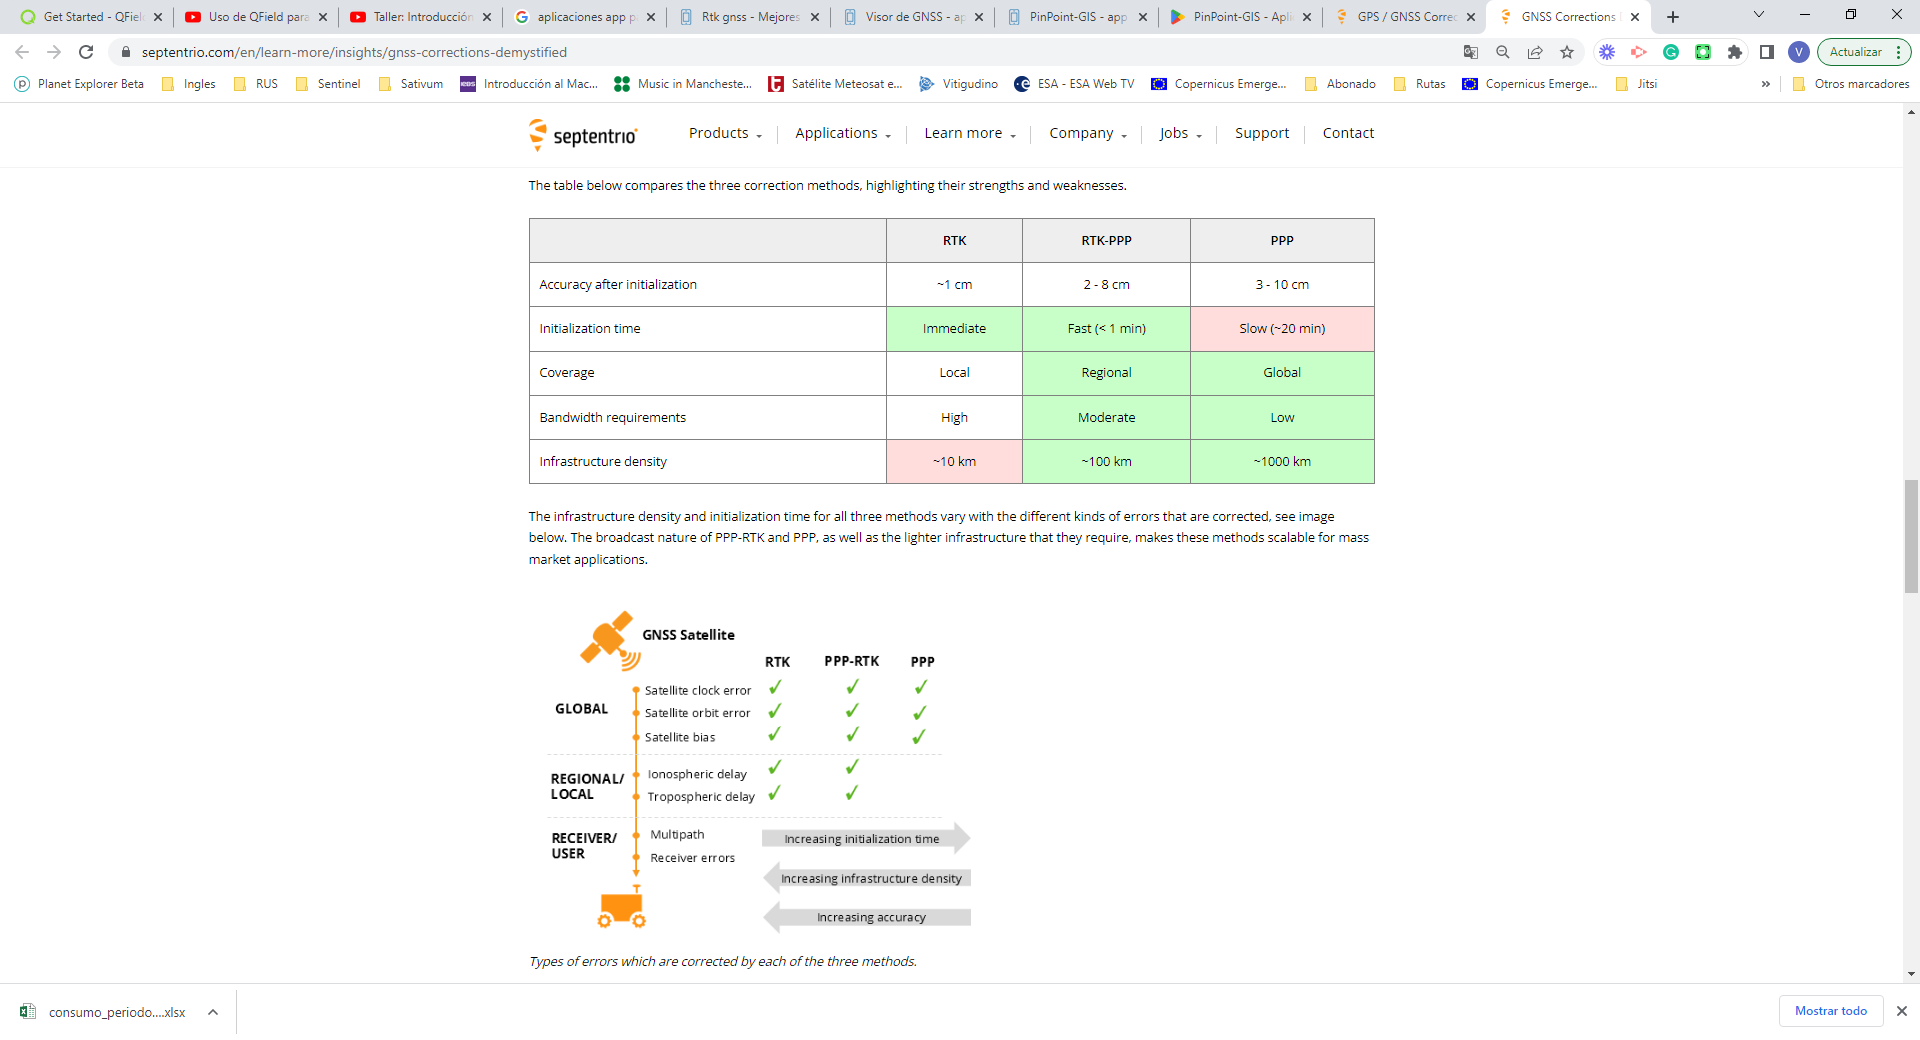 Get Started - QFiel
Uso de QField para
Taller: Introducción
aplicaciones app p
Rtk gnss - Mejores
Visor de GNSS - ap
PinPoint-GIS - app
PinPoint-GIS - Apli
GPS / GNSS Correc
GNSS Corrections
septentrio.com/en/learn-more/insights/gnss-corrections-demystified
V
Actualizar
Planet Explorer Beta
Ingles
RUS
Sentinel
Sativum
Introducción al Mac...
Music in Mancheste...
Satélite Meteosat e...
Vitigudino
ESA - ESA Web TV
Copernicus Emerge...
Abonado
Rutas
Copernicus Emerge...
Jitsi
»
Otros marcadores
septentrio
Products
Applications
Learn more
Company
Jobs
Support
Contact
The table below compares the three correction methods, highlighting their strengths and weaknesses.
RTK RTK-PPP PPP
Accuracy after initialization ~1 cm 2 - 8 cm 3 - 10 cm
Initialization time Immediate Fast (< 1 min) Slow (~20 min)
Coverage Local Regional Global
Bandwidth requirements High Moderate Low
Infrastructure density ~10 km ~100 km ~1000 km
The infrastructure density and initialization time for all three methods vary with the different kinds of errors that are corrected, see image
below. The broadcast nature of PPP-RTK and PPP, as well as the lighter infrastructure that they require, makes these methods scalable for mass
market applications.
GNSS Satellite
RTK PPP-RTK PPP
GLOBAL
Satellite clock error ✓ ✓ ✓
Satellite orbit error ✓ ✓ ✓
Satellite bias ✓ ✓ ✓
REGIONAL/
LOCAL
Ionospheric delay ✓ ✓
Tropospheric delay ✓ ✓
RECEIVER/
USER
Multipath
Receiver errors
Increasing initialization time
Increasing infrastructure density
Increasing accuracy
Types of errors which are corrected by each of the three methods.
consumo_periodo....xlsx
Mostrar todo